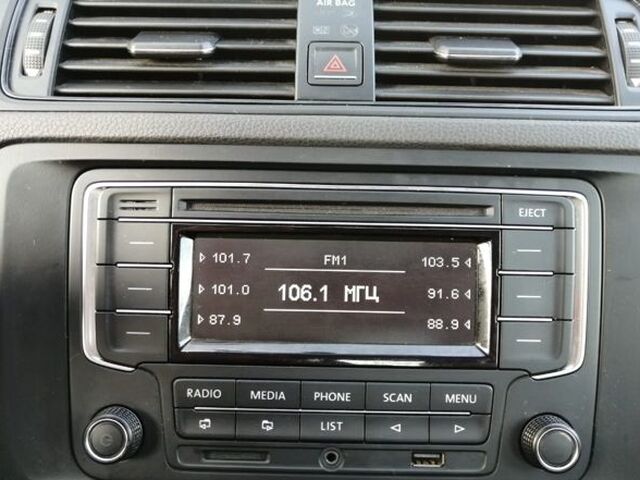 AIR BAG
ON
EJECT
101.7 FM1 103.5
101.0 106.1 МГЦ 91.6
87.9 88.9
RADIO MEDIA PHONE SCAN MENU
LIST